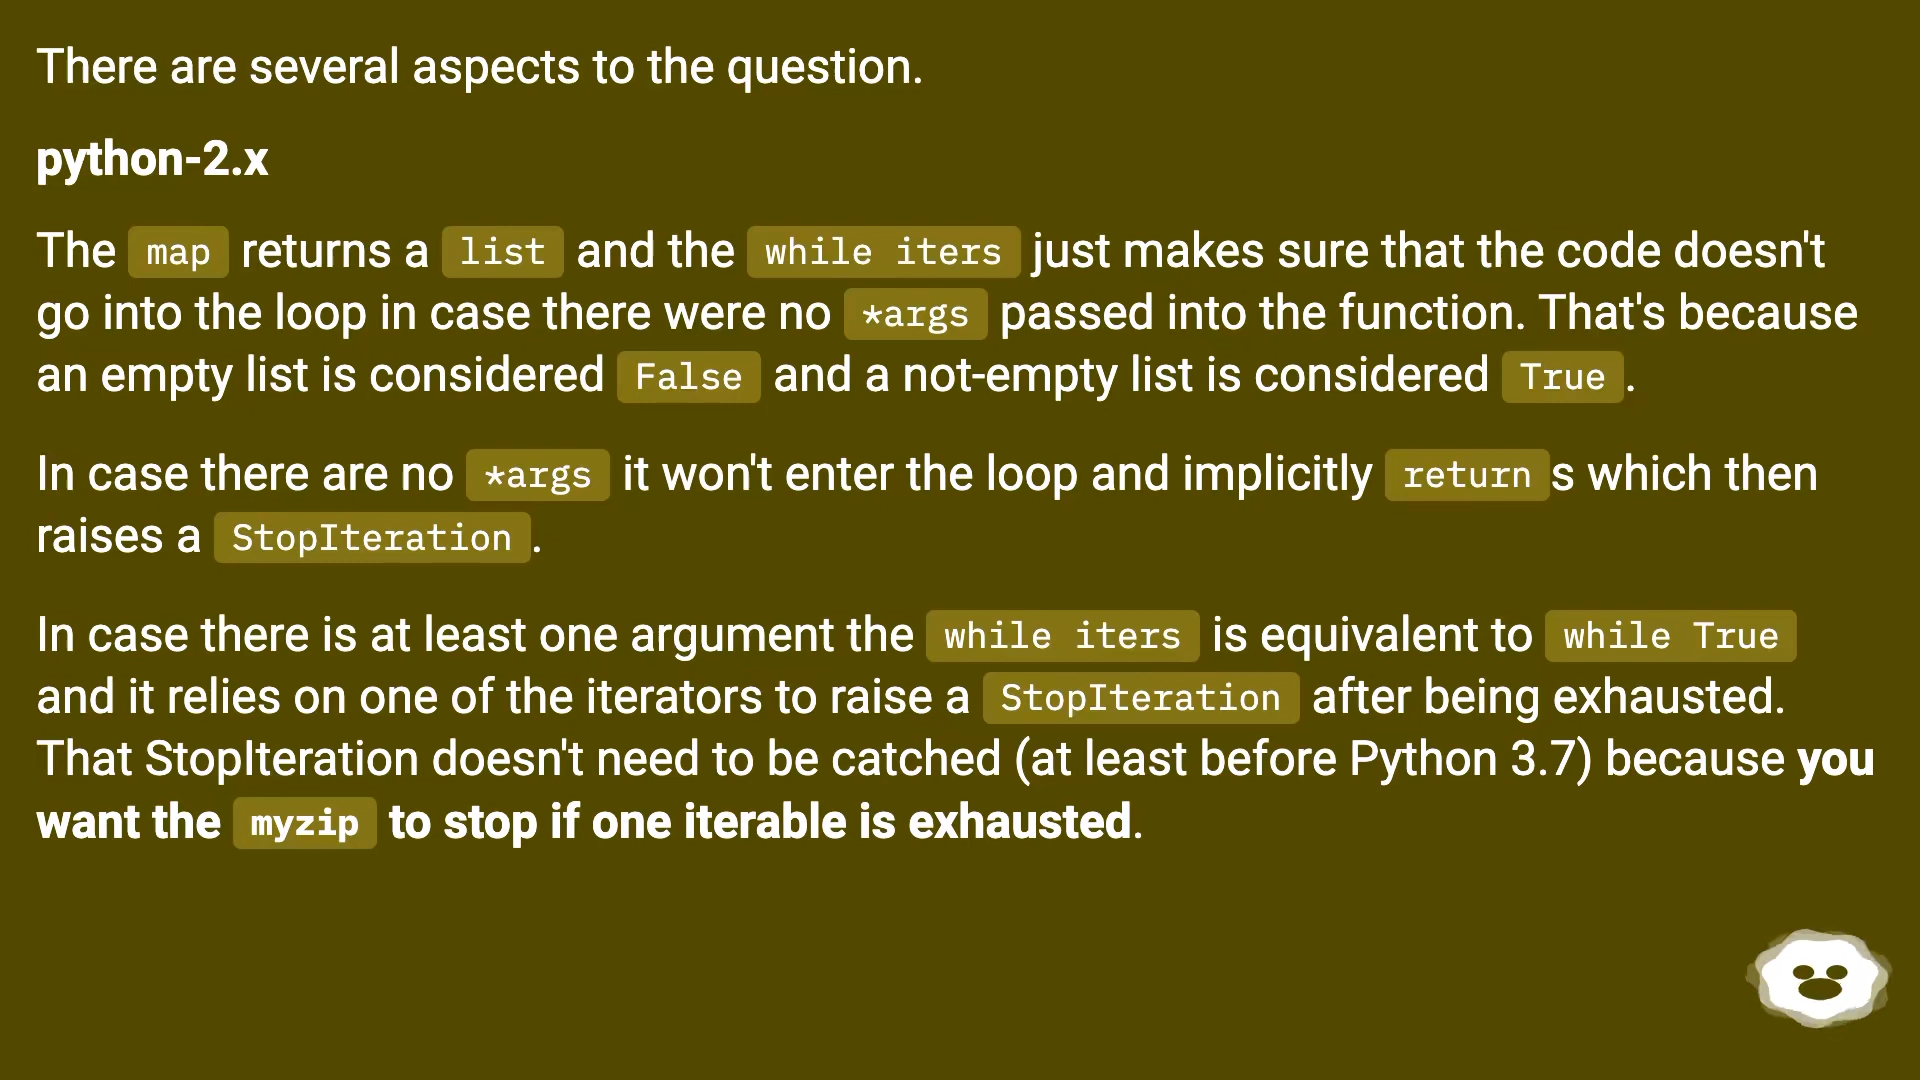 There are several aspects to the question.
python-2.x
The map returns a list and the while iters just makes sure that the code doesn't
go into the loop in case there were no *args passed into the function. That's because
an empty list is considered False and a not-empty list is considered True.
In case there are no *args it won't enter the loop and implicitly returns which then
raises a StopIteration.
In case there is at least one argument the while iters is equivalent to while True
and it relies on one of the iterators to raise a StopIteration after being exhausted.
That StopIteration doesn't need to be catched (at least before Python 3.7) because you
want the myzip to stop if one iterable is exhausted.